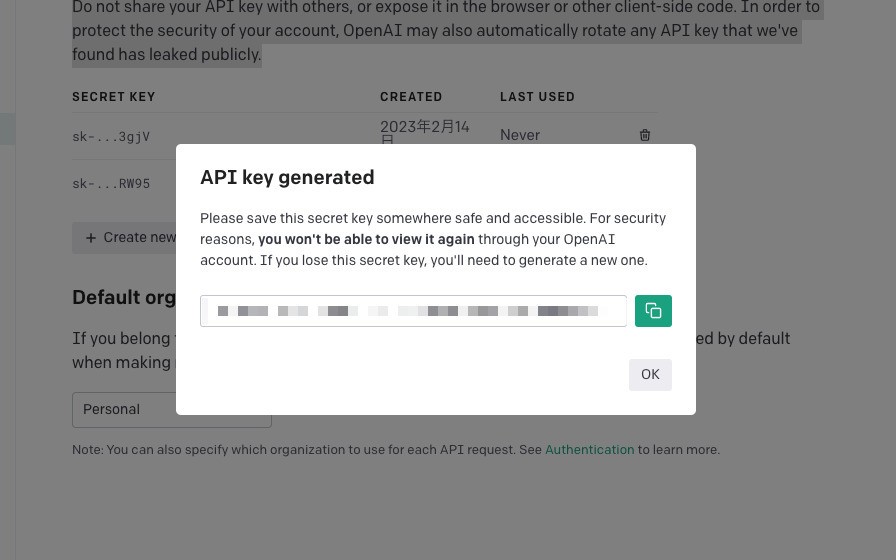 Do not share your API key with others, or expose it in the browser or other client-side code. In order to
protect the security of your account, OpenAI may also automatically rotate any API key that we've
found has leaked publicly.
SECRET KEY CREATED LAST USED
sk-...3gjV 2023年2月14日 Never
sk-...RW95
API key generated
Please save this secret key somewhere safe and accessible. For security
reasons, you won't be able to view it again through your OpenAI
account. If you lose this secret key, you'll need to generate a new one.
OK
+ Create new
Default org
If you belong ed by default
when making
Personal
Note: You can also specify which organization to use for each API request. See Authentication to learn more.